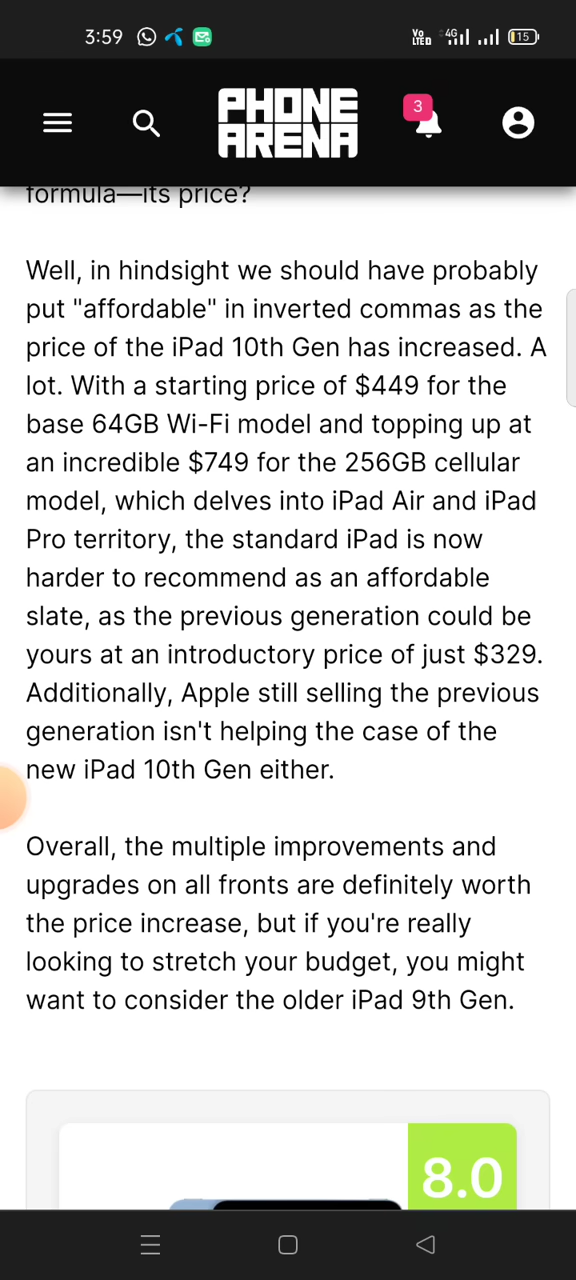 3:59
Vo
LTED
4G
15
PHONE
ARENA
3
formula—its price?
Well, in hindsight we should have probably
put "affordable" in inverted commas as the
price of the iPad 10th Gen has increased. A
lot. With a starting price of $449 for the
base 64GB Wi-Fi model and topping up at
an incredible $749 for the 256GB cellular
model, which delves into iPad Air and iPad
Pro territory, the standard iPad is now
harder to recommend as an affordable
slate, as the previous generation could be
yours at an introductory price of just $329.
Additionally, Apple still selling the previous
generation isn't helping the case of the
new iPad 10th Gen either.
Overall, the multiple improvements and
upgrades on all fronts are definitely worth
the price increase, but if you're really
looking to stretch your budget, you might
want to consider the older iPad 9th Gen.
8.0